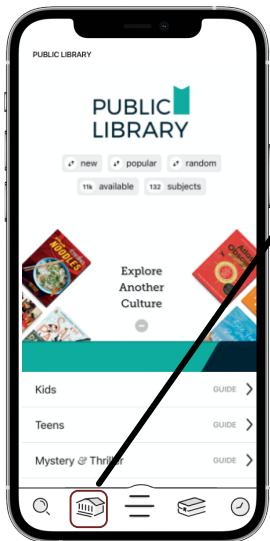 PUBLIC LIBRARY
PUBLIC
LIBRARY
new popular random
11k available 132 subjects
NOODLES
Explore
Another
Culture
Kids GUIDE
Teens GUIDE
Mystery & Thriller GUIDE